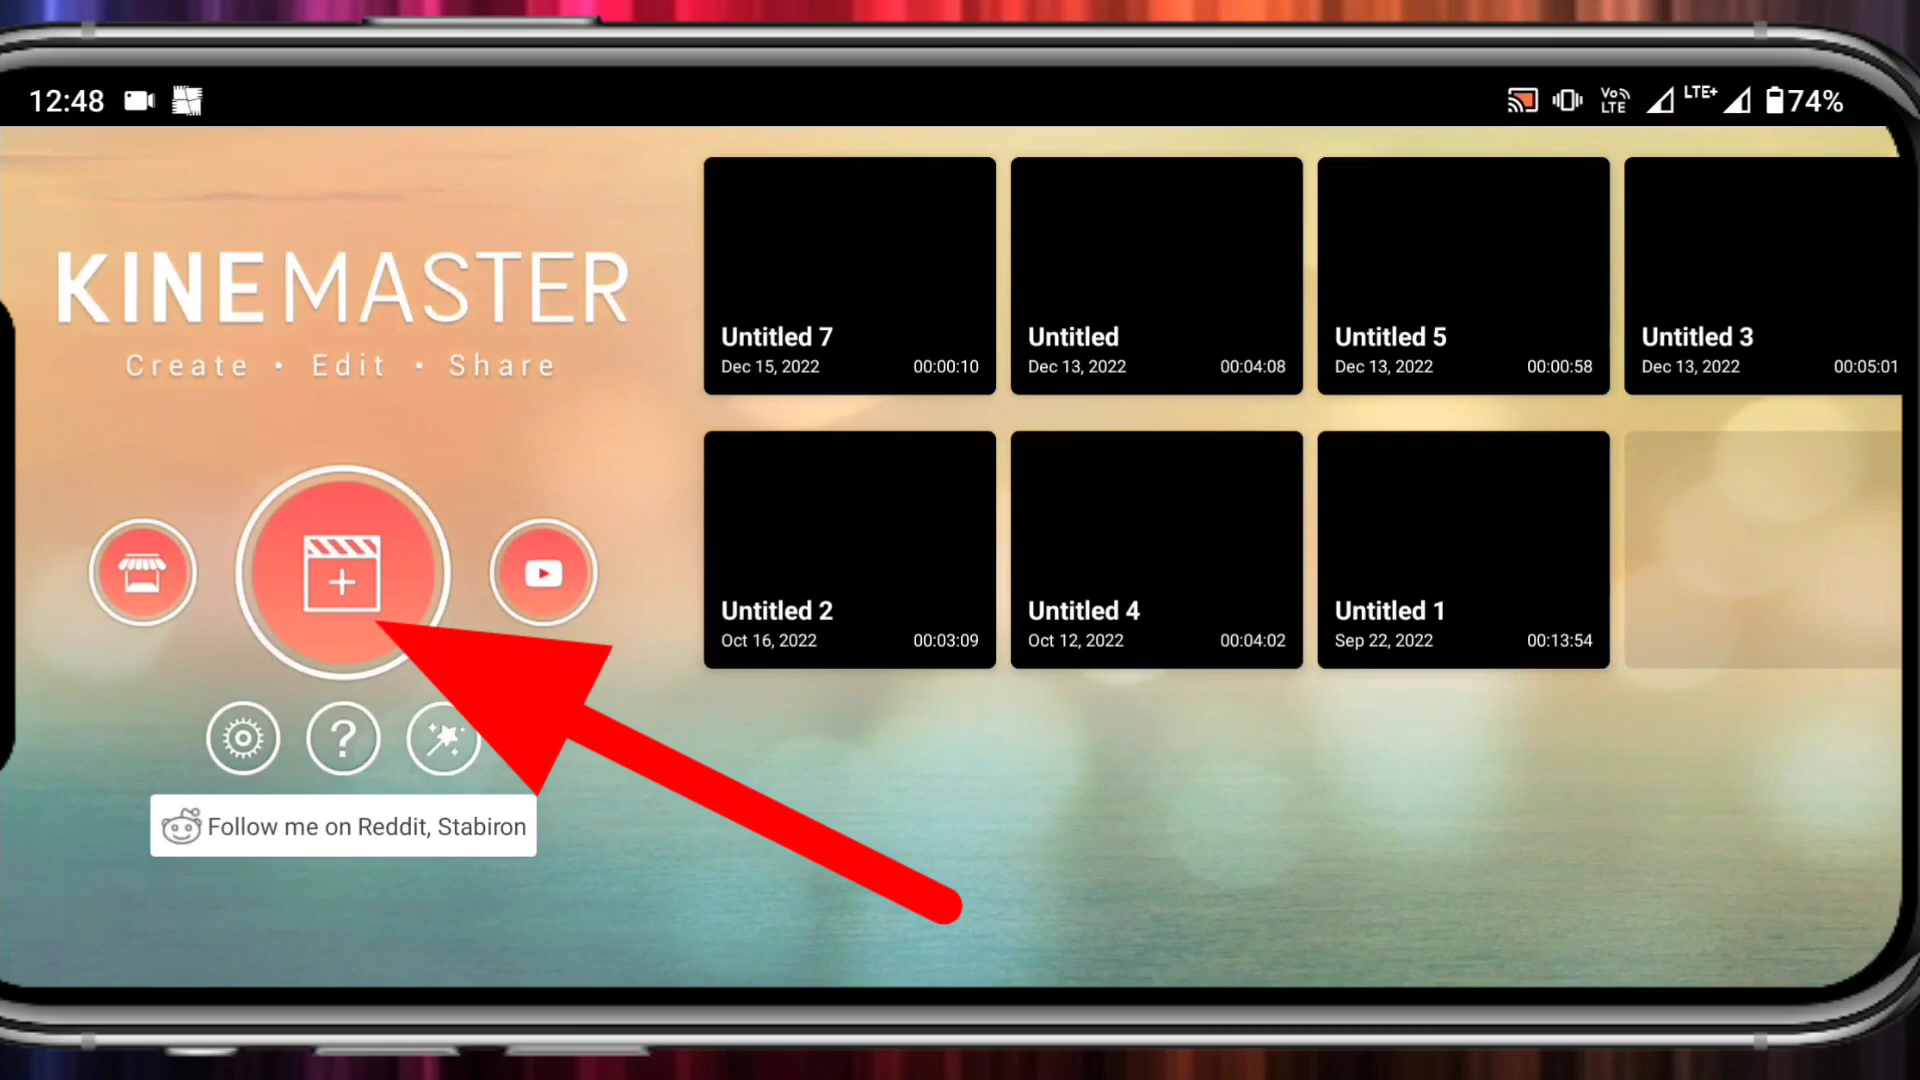 12:48
Vo LTE
LTE+
74%
KINEMASTER
Create • Edit • Share
Follow me on Reddit, Stabiron
Untitled 7
Dec 15, 2022 00:00:10
Untitled
Dec 13, 2022 00:04:08
Untitled 5
Dec 13, 2022 00:00:58
Untitled 3
Dec 13, 2022 00:05:01
Untitled 2
Oct 16, 2022 00:03:09
Untitled 4
Oct 12, 2022 00:04:02
Untitled 1
Sep 22, 2022 00:13:54